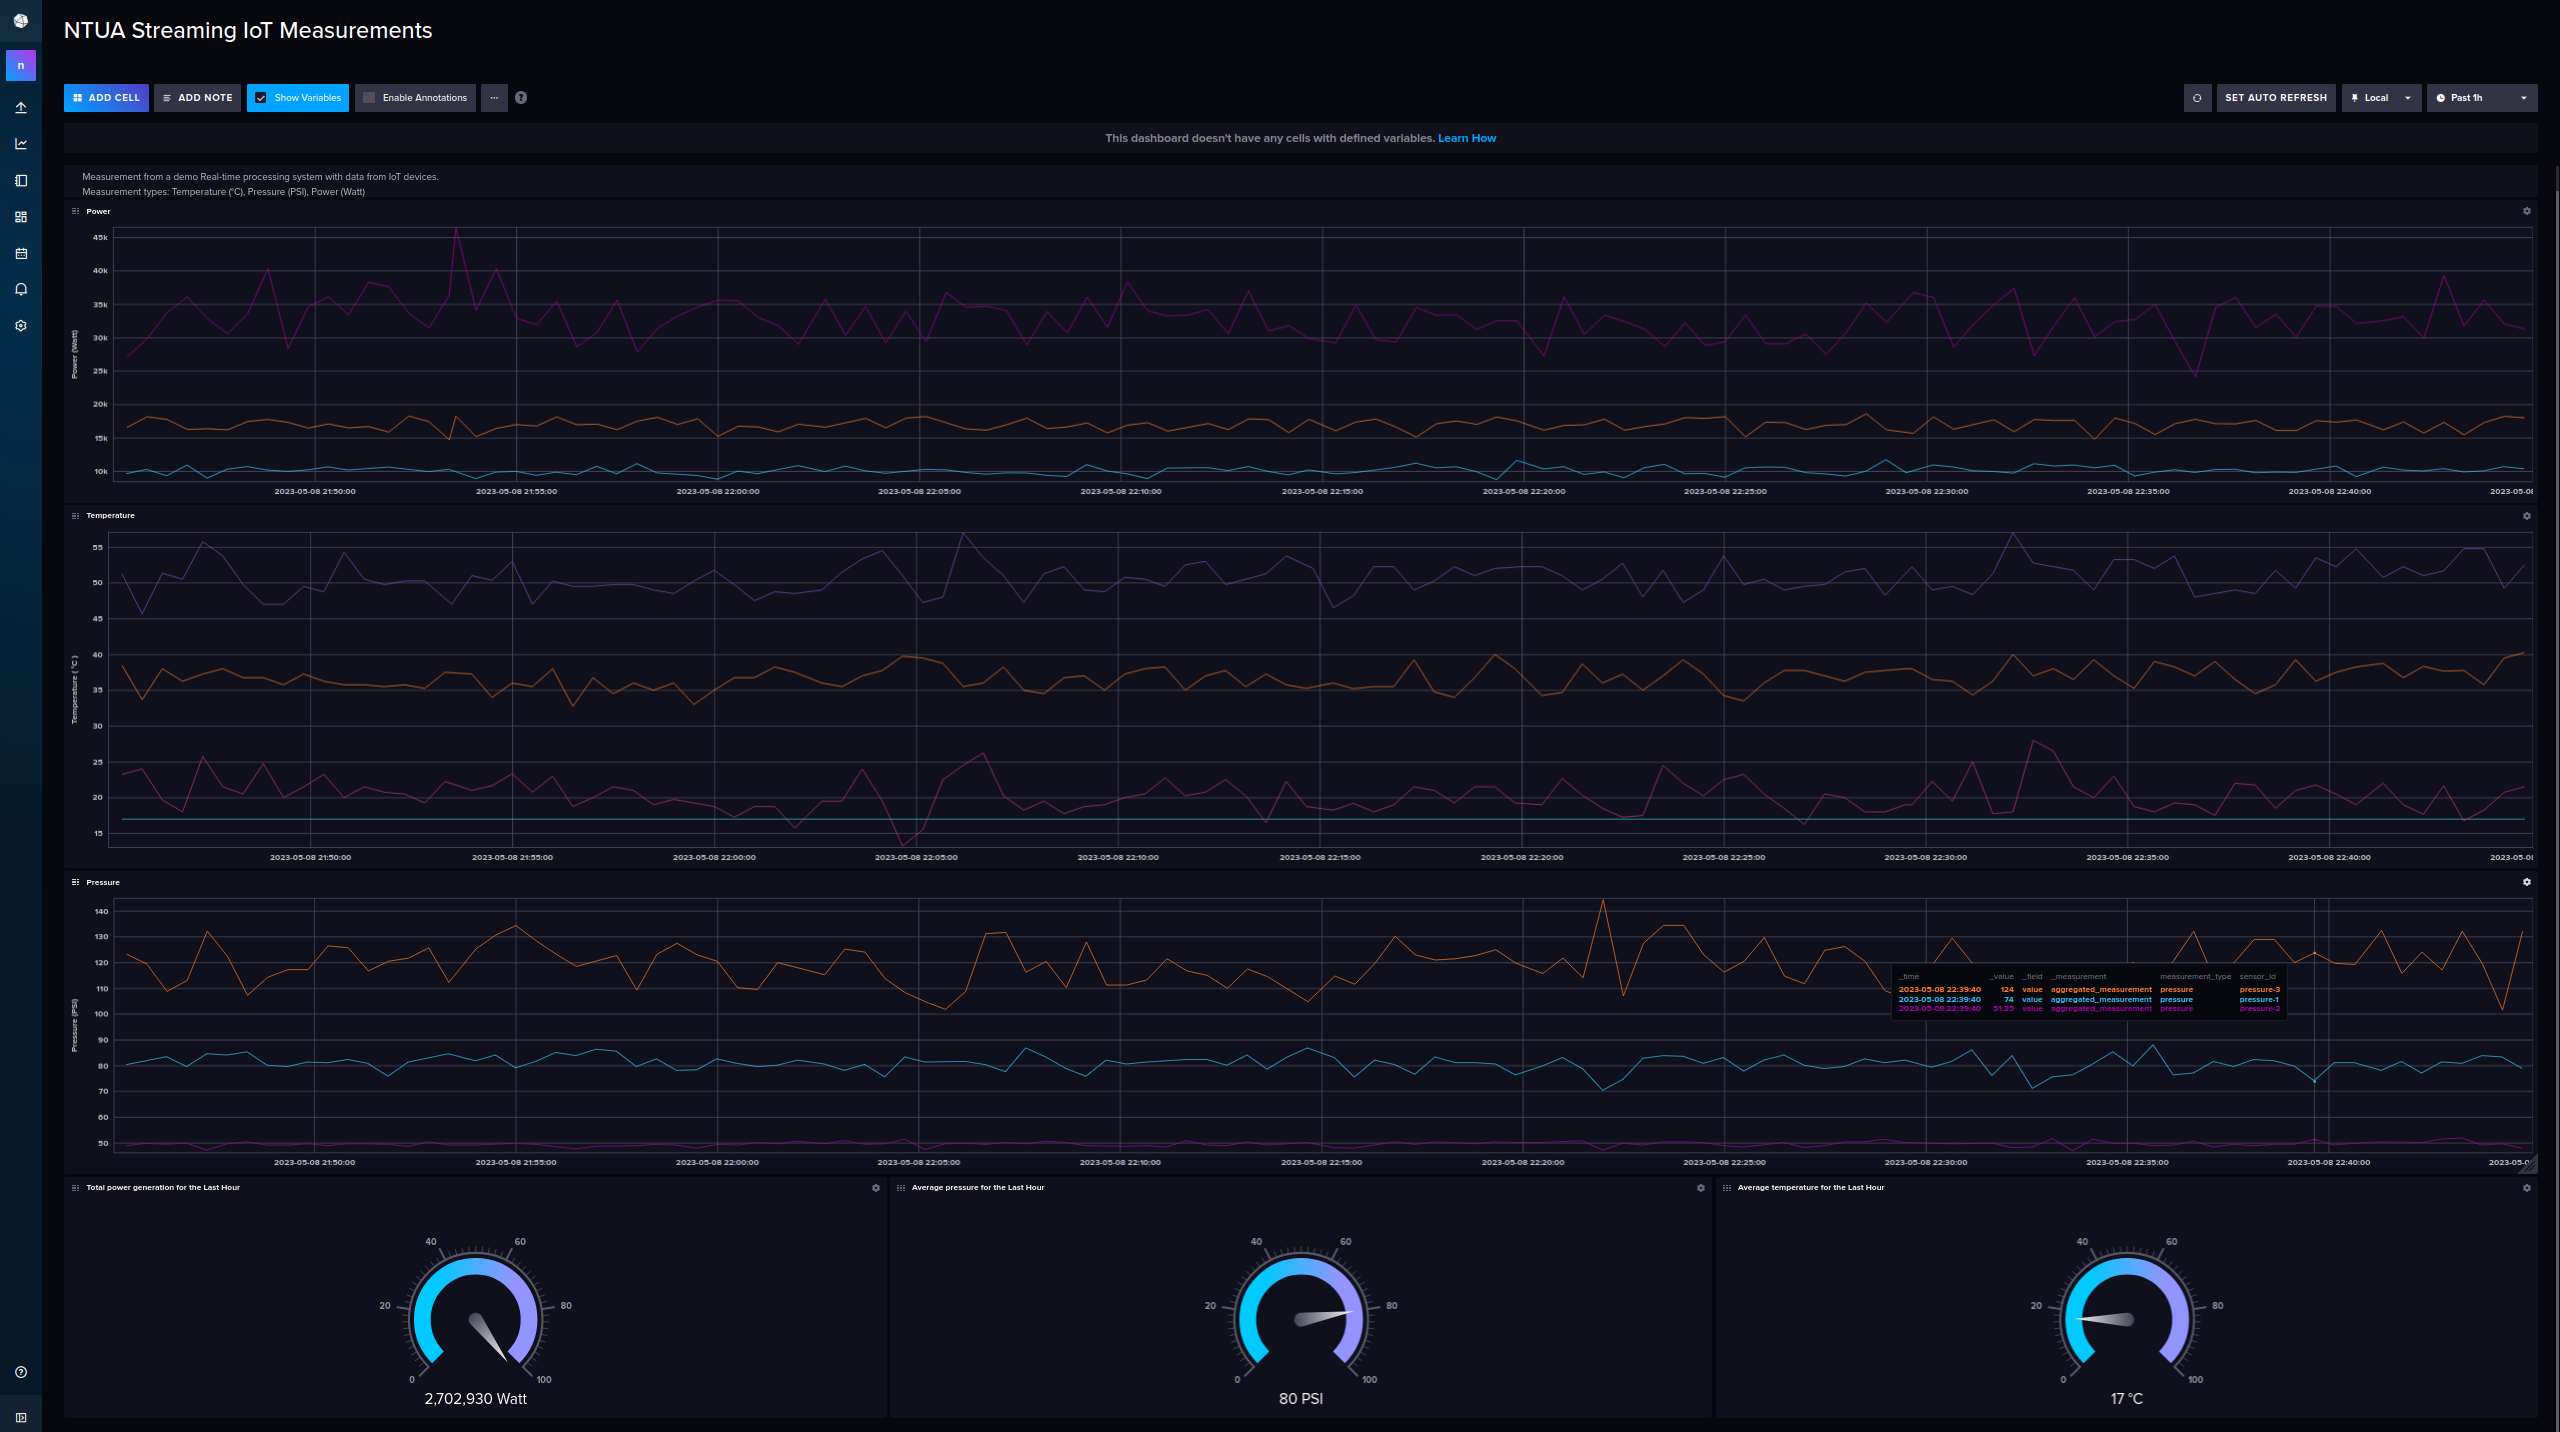 NTUA Streaming IoT Measurements
n
ADD CELL ADD NOTE Show Variables Enable Annotations ... ? SET AUTO REFRESH Local Past 1h
This dashboard doesn't have any cells with defined variables. Learn How
Measurement from a demo Real-time processing system with data from IoT devices.
Measurement types: Temperature (°C), Pressure (PSI), Power (Watt)
Power
Power (Watt)
45k
40k
35k
30k
25k
20k
15k
10k
2023-05-08 21:50:00 2023-05-08 21:55:00 2023-05-08 22:00:00 2023-05-08 22:05:00 2023-05-08 22:10:00 2023-05-08 22:15:00 2023-05-08 22:20:00 2023-05-08 22:25:00 2023-05-08 22:30:00 2023-05-08 22:35:00 2023-05-08 22:40:00 2023-05-0
Temperature
Temperature ( °C )
55
50
45
40
35
30
25
20
15
2023-05-08 21:50:00 2023-05-08 21:55:00 2023-05-08 22:00:00 2023-05-08 22:05:00 2023-05-08 22:10:00 2023-05-08 22:15:00 2023-05-08 22:20:00 2023-05-08 22:25:00 2023-05-08 22:30:00 2023-05-08 22:35:00 2023-05-08 22:40:00 2023-05-0
Pressure
Pressure (PSI)
140
130
120
110
100
90
80
70
60
50
_time _value _field _measurement measurement_type sensor_id
2023-05-08 22:39:40 124 value aggregated_measurement pressure pressure-3
2023-05-08 22:39:40 74 value aggregated_measurement pressure pressure-1
2023-05-08 22:39:40 51.25 value aggregated_measurement pressure pressure-2
2023-05-08 21:50:00 2023-05-08 21:55:00 2023-05-08 22:00:00 2023-05-08 22:05:00 2023-05-08 22:10:00 2023-05-08 22:15:00 2023-05-08 22:20:00 2023-05-08 22:25:00 2023-05-08 22:30:00 2023-05-08 22:35:00 2023-05-08 22:40:00 2023-05-0
Total power generation for the Last Hour
0 20 40 60 80 100
2,702,930 Watt
Average pressure for the Last Hour
0 20 40 60 80 100
80 PSI
Average temperature for the Last Hour
0 20 40 60 80 100
17 °C